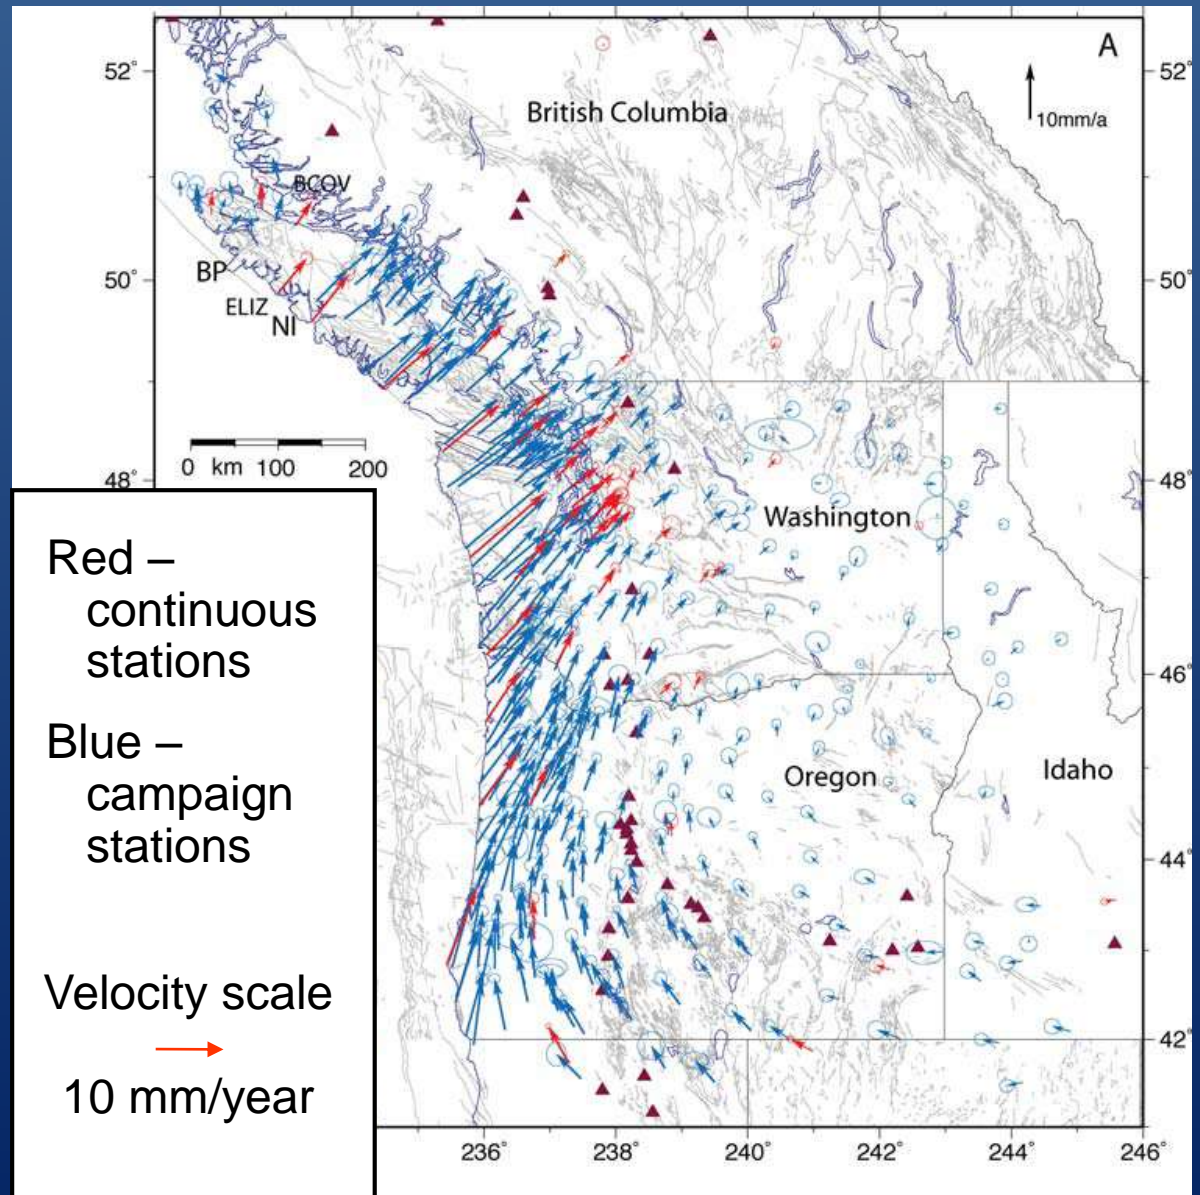 A
52°
52°
10mm/a
British Columbia
BCOV
BP
50°
50°
ELIZ
NI
0 km 100 200
48°
48°
Washington
Red –
continuous
stations
46°
Blue –
campaign
stations
Oregon
Idaho
44°
Velocity scale
10 mm/year
42°
236° 238° 240° 242° 244° 246°